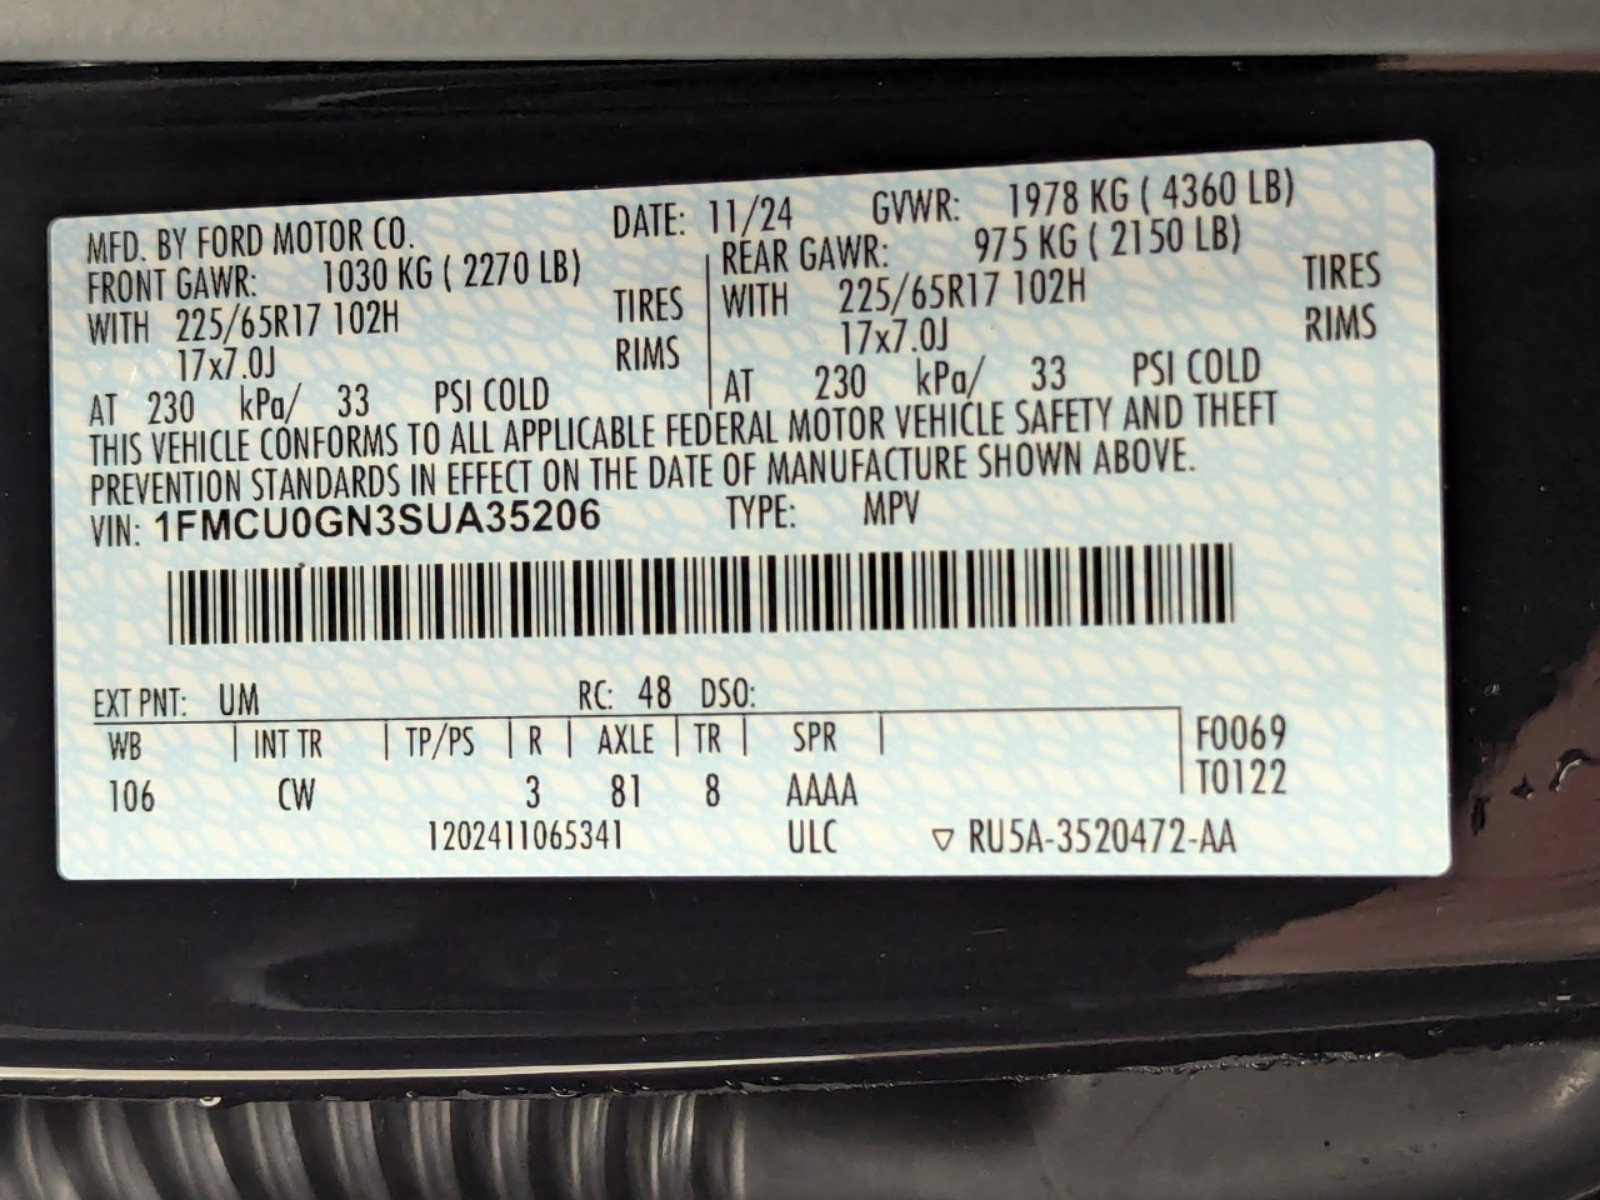 MFD. BY FORD MOTOR CO. DATE: 11/24 GVWR: 1978 KG ( 4360 LB)
FRONT GAWR: 1030 KG ( 2270 LB) REAR GAWR: 975 KG ( 2150 LB)
WITH 225/65R17 102H TIRES WITH 225/65R17 102H TIRES
17x7.0J RIMS 17x7.0J RIMS
AT 230 kPa/ 33 PSI COLD AT 230 kPa/ 33 PSI COLD
THIS VEHICLE CONFORMS TO ALL APPLICABLE FEDERAL MOTOR VEHICLE SAFETY AND THEFT
PREVENTION STANDARDS IN EFFECT ON THE DATE OF MANUFACTURE SHOWN ABOVE.
VIN: 1FMCU0GN3SUA35206 TYPE: MPV
EXT PNT: UM RC: 48 DSO:
WB INT TR TP/PS R AXLE TR SPR F0069
106 CW 3 81 8 AAAA T0122
1202411065341 ULC ▽ RU5A-3520472-AA